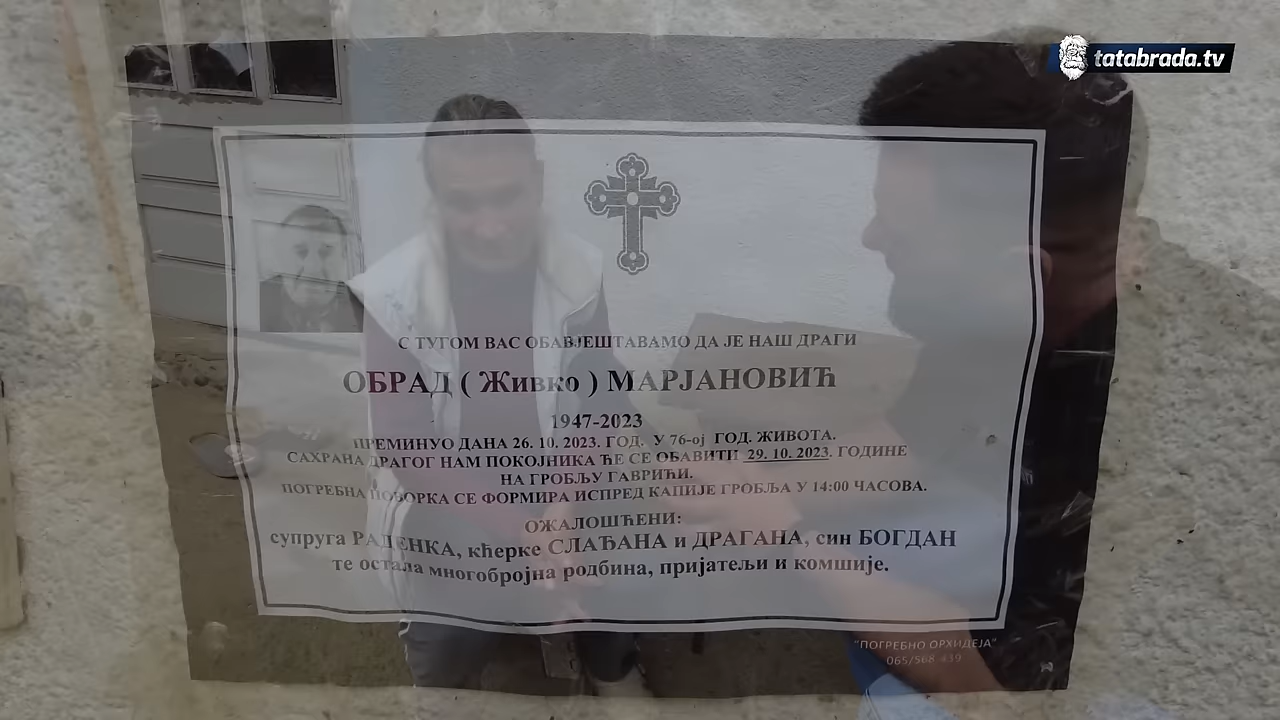 tatabrada.tv
С ТУГОМ ВАС ОБАВЈЕШТАВАМО ДА ЈЕ НАШ ДРАГИ
ОБРАД ( Живко ) МАРЈАНОВИЋ
1947-2023
ПРЕМИНУО ДАНА 26. 10. 2023. ГОД. У 76-ој ГОД. ЖИВОТА.
САХРАНА ДРАГОГ НАМ ПОКОЈНИКА ЋЕ СЕ ОБАВИТИ 29. 10. 2023. ГОДИНЕ
НА ГРОБЉУ ГАВРИЋИ.
ПОГРЕБНА ПОВОРКА СЕ ФОРМИРА ИСПРЕД КАПИЈЕ ГРОБЉА У 14:00 ЧАСОВА.
ОЖАЛОШЋЕНИ:
супруга РАДЕНКА, кћерке СЛАЂАНА и ДРАГАНА, син БОГДАН
те остала многобројна родбина, пријатељи и комшије.
"ПОГРЕБНО ОРХИДЕЈА"
065/568 439